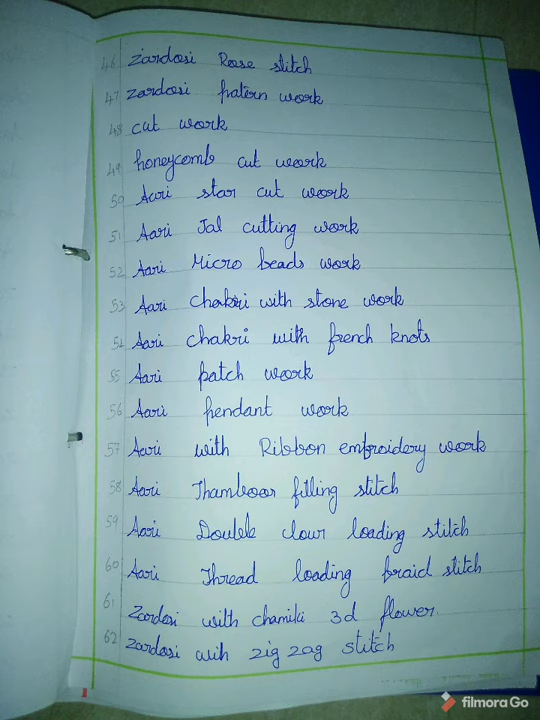 46 Zardosi Rose stitch
47 zardosi patern work
48 cut work
49 honeycomb cut work
50 Aari star cut work
51 Aari Jal cutting work
52 Aari Micro beads work
53 Aari chakri with stone work
54 Aari chakri with french knots
55 Aari patch work
56 Aari pendant work
57 Aari with Ribbon embroidery work
58 Aari Thamboor filling stitch
59 Aari Double clour loading stitch
60 Aari Thread loading braid stitch
61 Zardosi with chamiki 3d flower.
62 Zardosi wih zig zag stitch
filmora Go